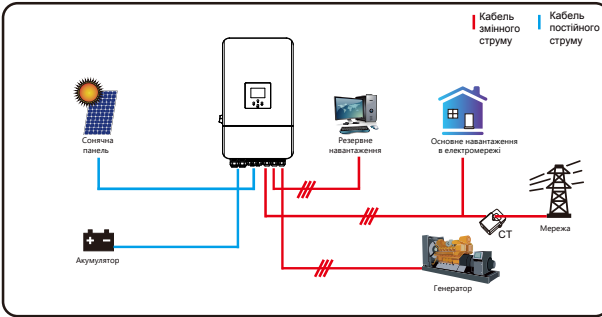 Кабель
змінного
струму
Кабель
постійного
струму
Сонячна
панель
Резервне
навантаження
Основне навантаження
в електромережі
CT
Мережа
Акумулятор
Генератор